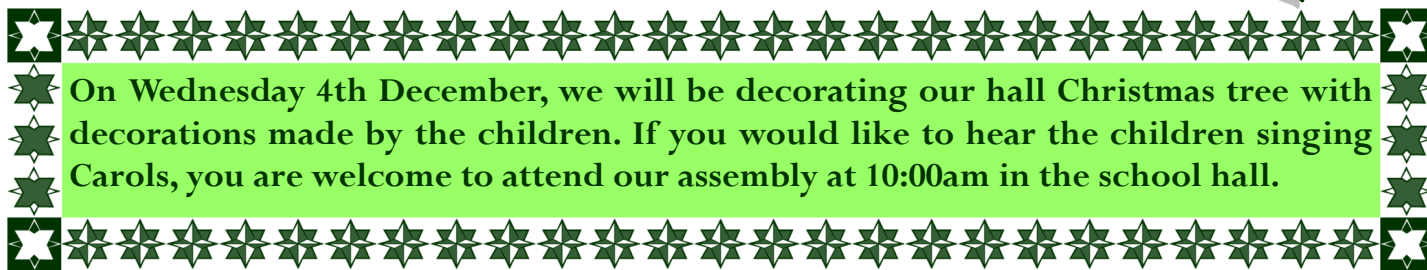 On Wednesday 4th December, we will be decorating our hall Christmas tree with
decorations made by the children. If you would like to hear the children singing
Carols, you are welcome to attend our assembly at 10:00am in the school hall.